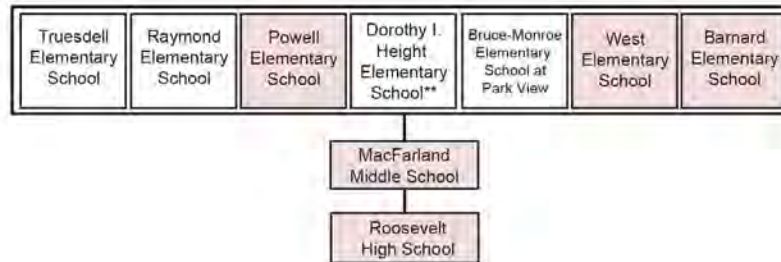 Truesdell
Elementary
School
Raymond
Elementary
School
Powell
Elementary
School
Dorothy I.
Height
Elementary
School**
Bruce-Monroe
Elementary
School at
Park View
West
Elementary
School
Barnard
Elementary
School
MacFarland
Middle School
Roosevelt
High School